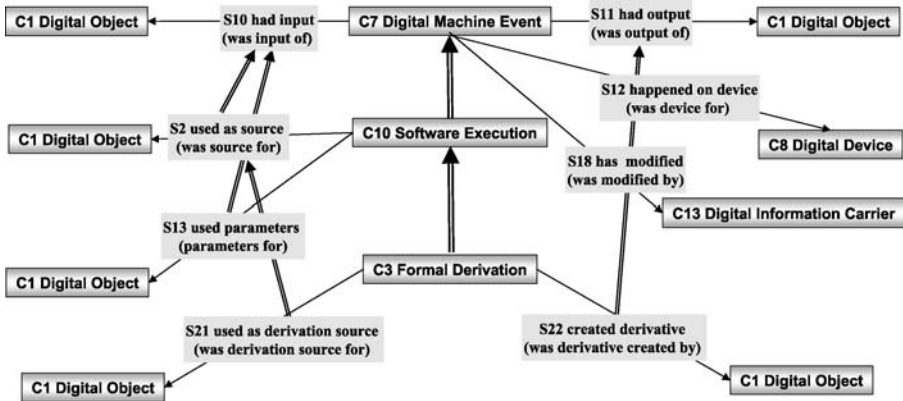 C1 Digital Object
S10 had input
(was input of)
C7 Digital Machine Event
S11 had output
(was output of)
C1 Digital Object
S12 happened on device
(was device for)
C1 Digital Object
S2 used as source
(was source for)
C10 Software Execution
C8 Digital Device
S18 has modified
(was modified by)
C13 Digital Information Carrier
S13 used parameters
(parameters for)
C1 Digital Object
C3 Formal Derivation
S21 used as derivation source
(was derivation source for)
S22 created derivative
(was derivative created by)
C1 Digital Object
C1 Digital Object